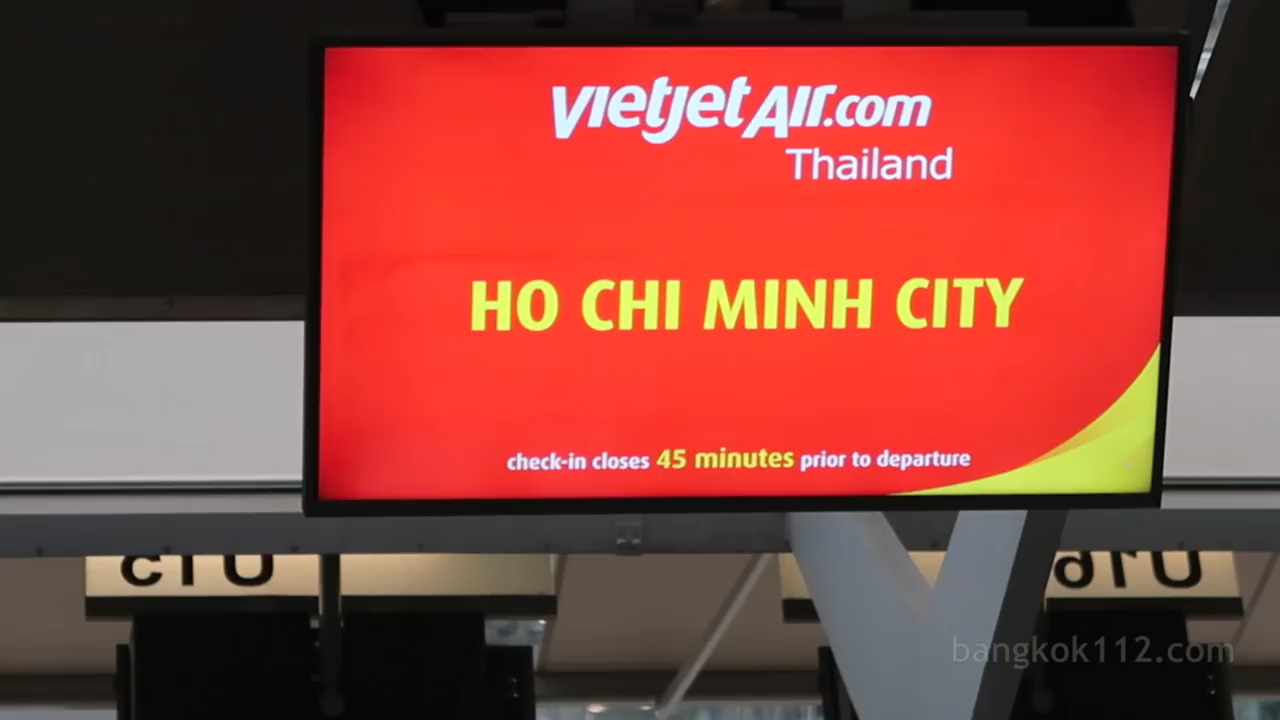 vietjetAir.com
Thailand
HO CHI MINH CITY
check-in closes 45 minutes prior to departure
bangkok112.com